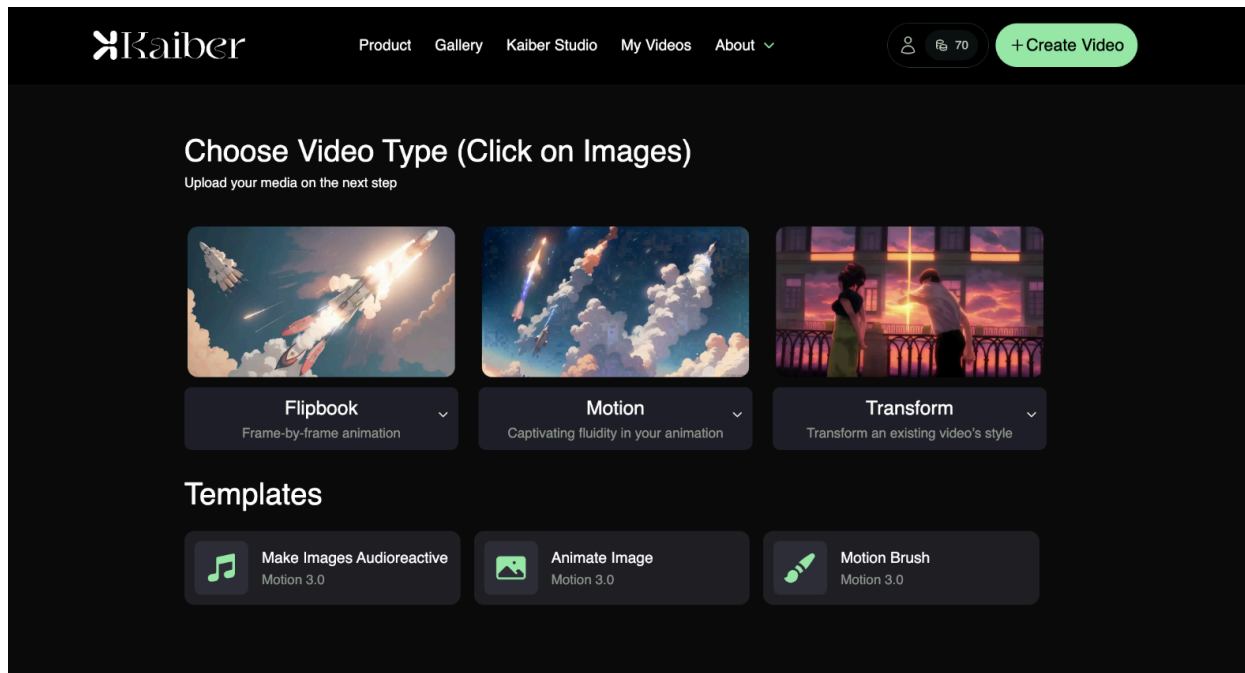 Kaiber
Product Gallery Kaiber Studio My Videos About
70
+Create Video
Choose Video Type (Click on Images)
Upload your media on the next step
Flipbook
Frame-by-frame animation
Motion
Captivating fluidity in your animation
Transform
Transform an existing video's style
Templates
Make Images Audioreactive
Motion 3.0
Animate Image
Motion 3.0
Motion Brush
Motion 3.0